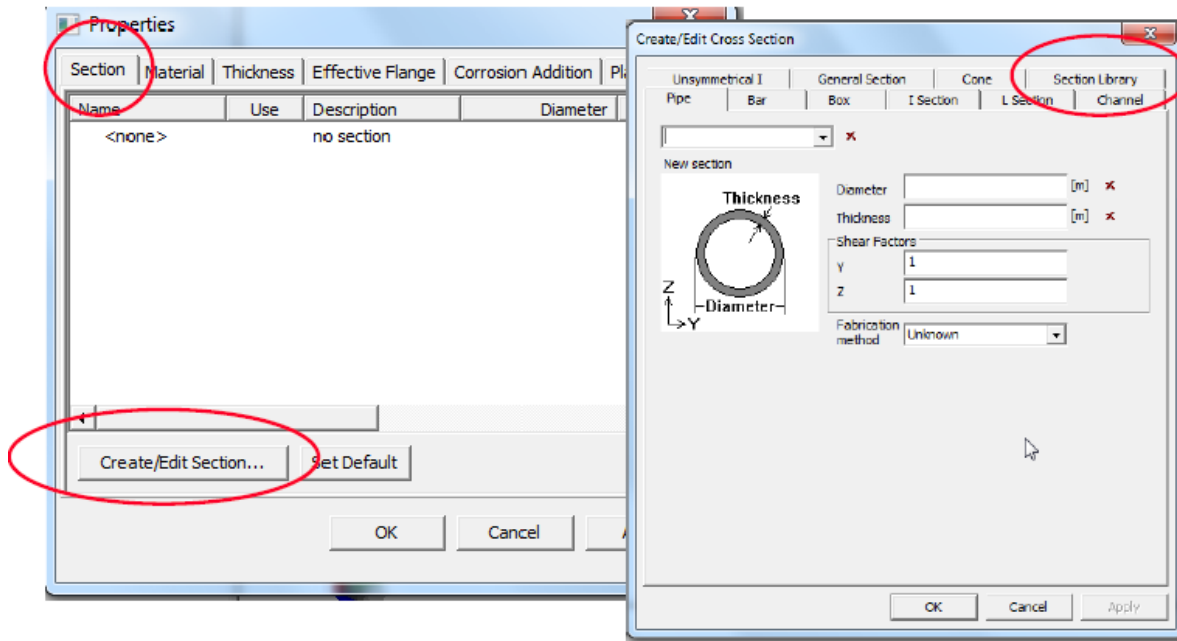 Properties
Section Material Thickness Effective Flange Corrosion Addition
Name Use Description Diameter
<none> no section
Create/Edit Section... Set Default
OK Cancel
Create/Edit Cross Section
Unsymmetrical I General Section Cone Section Library
Pipe Bar Box I Section L Section Channel
New section
Thickness
Diameter
Z
Y
Diameter [m]
Thickness [m]
Shear Factors
Y 1
Z 1
Fabrication
method Unknown
OK Cancel Apply